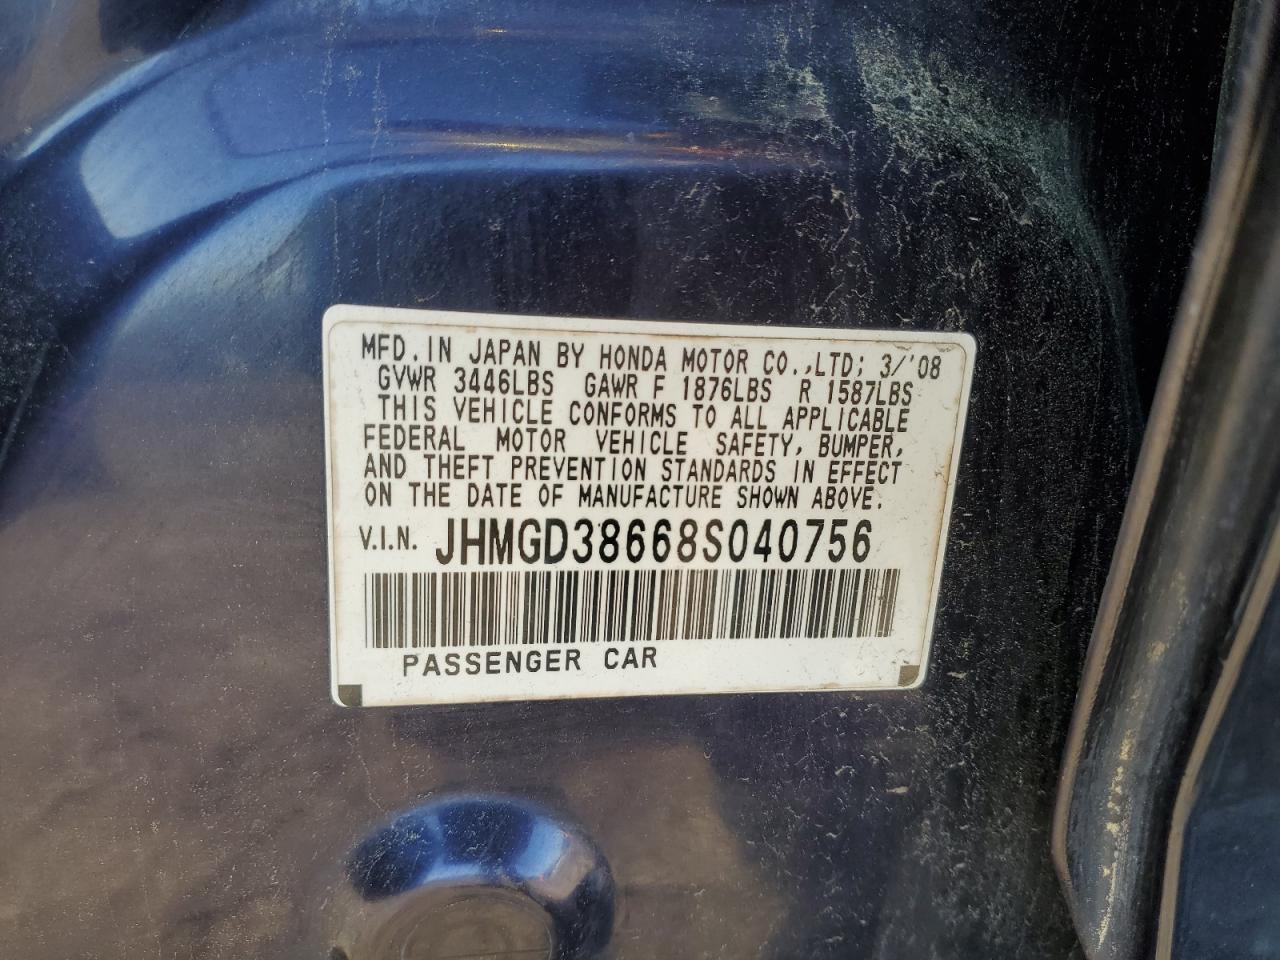 MFD. IN JAPAN BY HONDA MOTOR CO.,LTD; 3/'08
GVWR 3446LBS GAWR F 1876LBS R 1587LBS
THIS VEHICLE CONFORMS TO ALL APPLICABLE
FEDERAL MOTOR VEHICLE SAFETY, BUMPER,
AND THEFT PREVENTION STANDARDS IN EFFECT
ON THE DATE OF MANUFACTURE SHOWN ABOVE.
V.I.N. JHMGD38668S040756
PASSENGER CAR